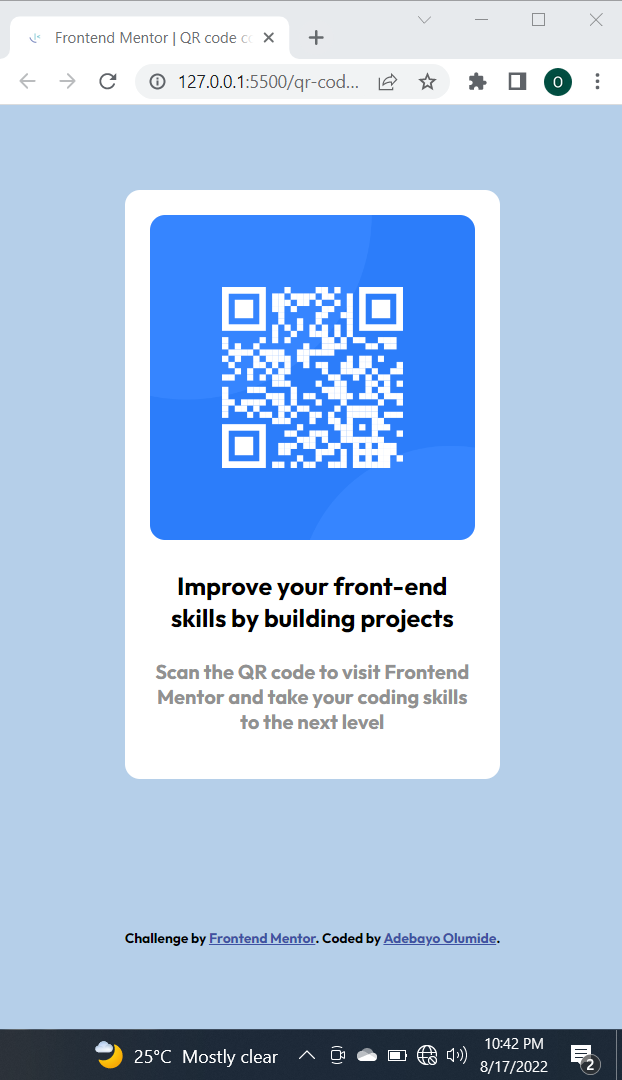 Frontend Mentor | QR code co
127.0.0.1:5500/qr-cod...
O
Improve your front-end
skills by building projects
Scan the QR code to visit Frontend
Mentor and take your coding skills
to the next level
Challenge by Frontend Mentor. Coded by Adebayo Olumide.
25°C Mostly clear
10:42 PM
8/17/2022
2